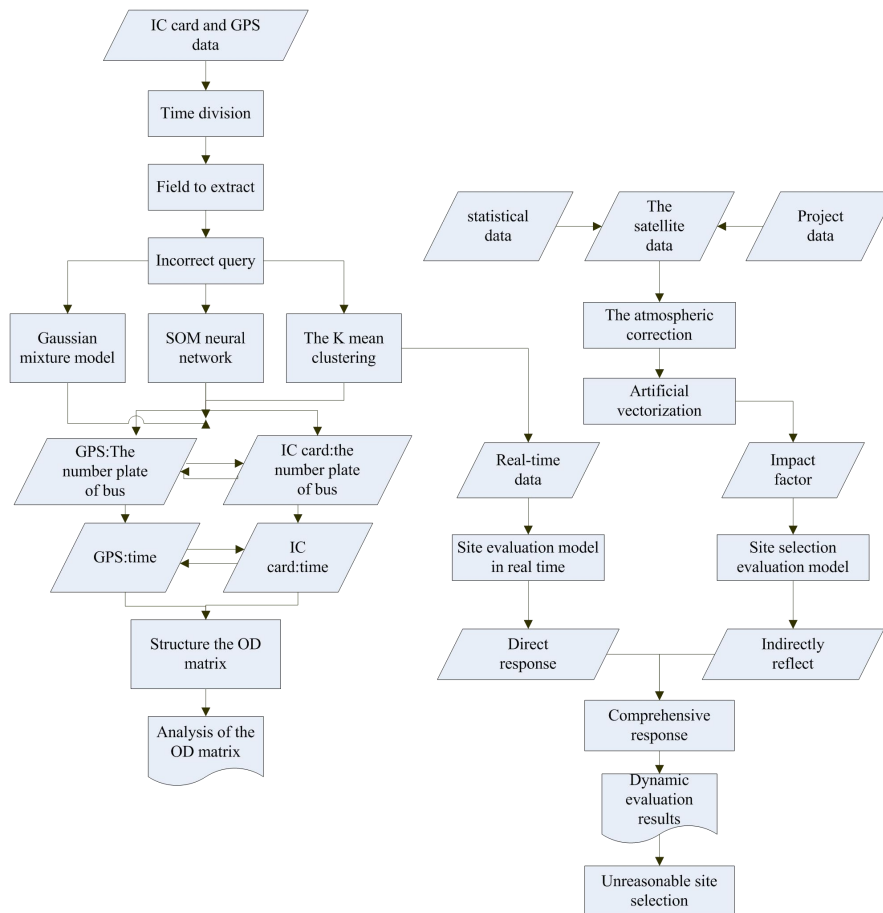 IC card and GPS
data
Time division
Field to extract
Incorrect query
Gaussian
mixture model
SOM neural
network
The K mean
clustering
GPS:The
number plate
of bus
IC card:the
number plate
of bus
GPS:time
IC
card:time
Structure the OD
matrix
Analysis of the
OD matrix
statistical
data
The
satellite
data
Project
data
The atmospheric
correction
Artificial
vectorization
Real-time
data
Impact
factor
Site evaluation model
in real time
Site selection
evaluation model
Direct
response
Indirectly
reflect
Comprehensive
response
Dynamic
evaluation
results
Unreasonable site
selection